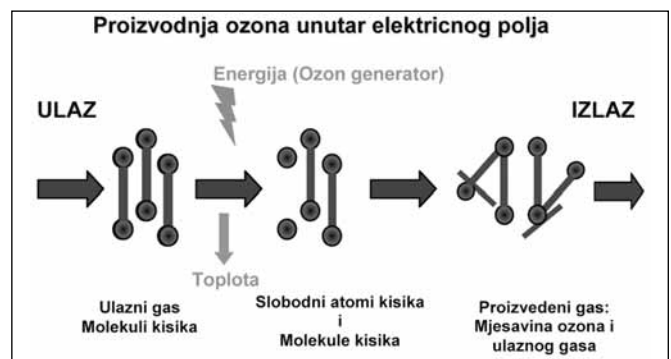 Proizvodnja ozona unutar elektricnog polja
Energija (Ozon generator)
ULAZ
IZLAZ
Toplota
Ulazni gas
Molekuli kisika
Slobodni atomi kisika
i
Molekule kisika
Proizvedeni gas:
Mjesavina ozona i
ulaznog gasa